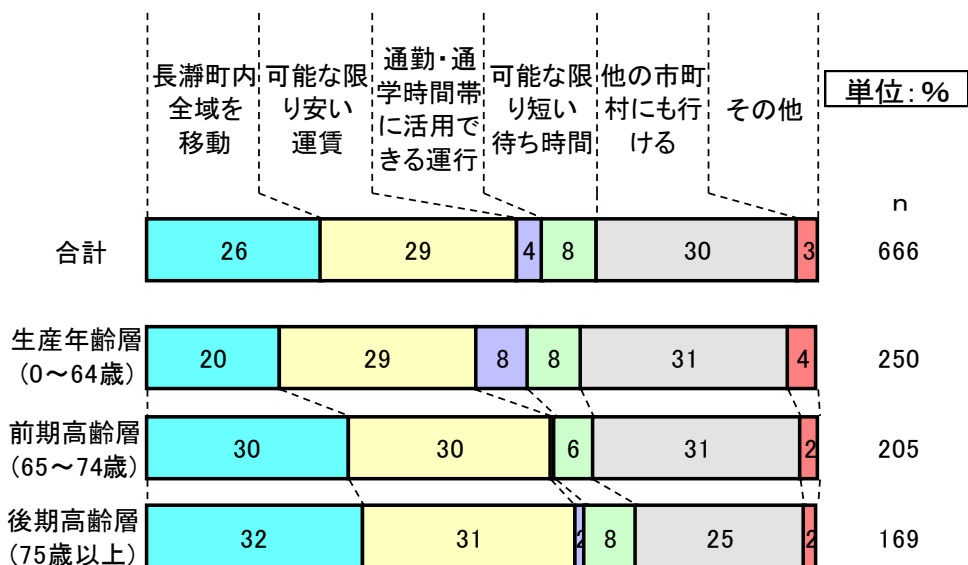 長瀞町内
全域を
移動
可能な限
り安い
運賃
通勤・通
学時間帯
に活用で
きる運行
可能な限
り短い
待ち時間
他の市町
村にも行
ける
その他
単位:%
n
合計
26
29
4
8
30
3
666
生産年齢層
(0～64歳)
20
29
8
8
31
4
250
前期高齢層
(65～74歳)
30
30
6
31
2
205
後期高齢層
(75歳以上)
32
31
2
8
25
2
169